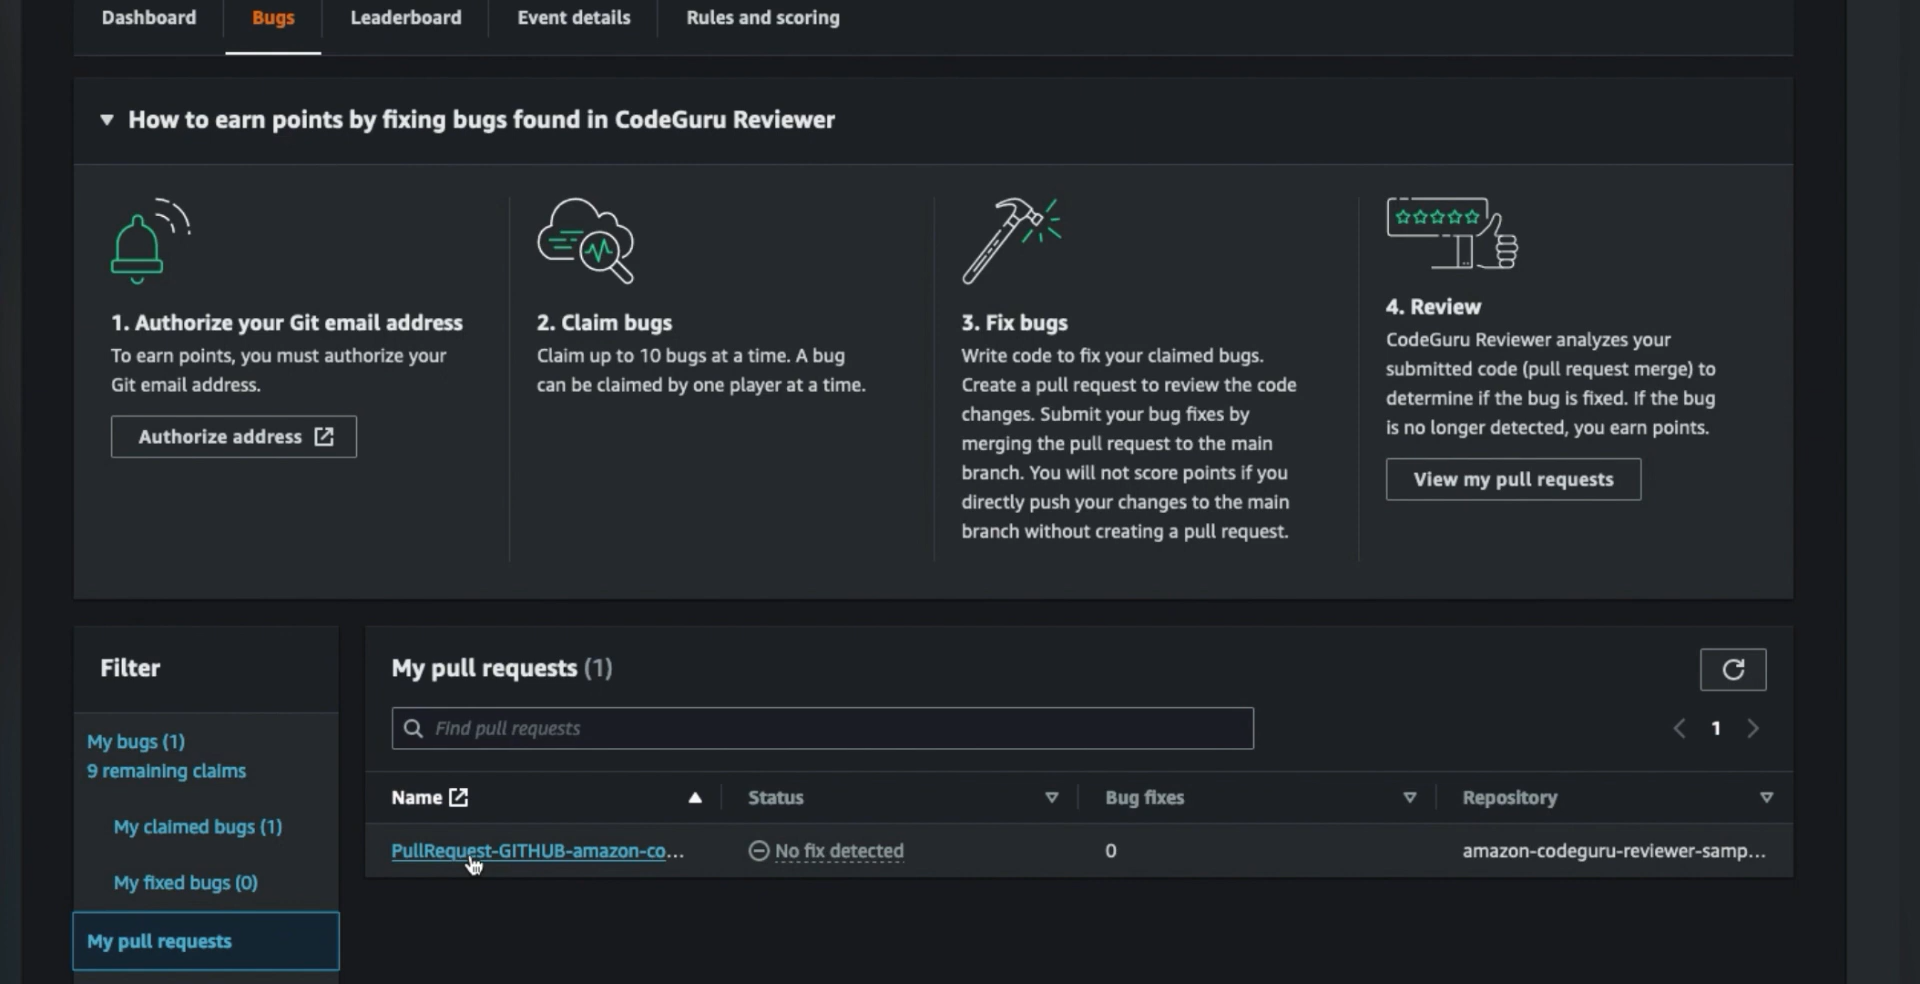 Dashboard
Bugs
Leaderboard
Event details
Rules and scoring
How to earn points by fixing bugs found in CodeGuru Reviewer
1. Authorize your Git email address
To earn points, you must authorize your
Git email address.
Authorize address
2. Claim bugs
Claim up to 10 bugs at a time. A bug
can be claimed by one player at a time.
3. Fix bugs
Write code to fix your claimed bugs.
Create a pull request to review the code
changes. Submit your bug fixes by
merging the pull request to the main
branch. You will not score points if you
directly push your changes to the main
branch without creating a pull request.
4. Review
CodeGuru Reviewer analyzes your
submitted code (pull request merge) to
determine if the bug is fixed. If the bug
is no longer detected, you earn points.
View my pull requests
Filter
My bugs (1)
9 remaining claims
My claimed bugs (1)
My fixed bugs (0)
My pull requests
My pull requests (1)
Find pull requests
1
Name
Status
Bug fixes
Repository
PullRequest-GITHUB-amazon-co...
No fix detected
0
amazon-codeguru-reviewer-samp...